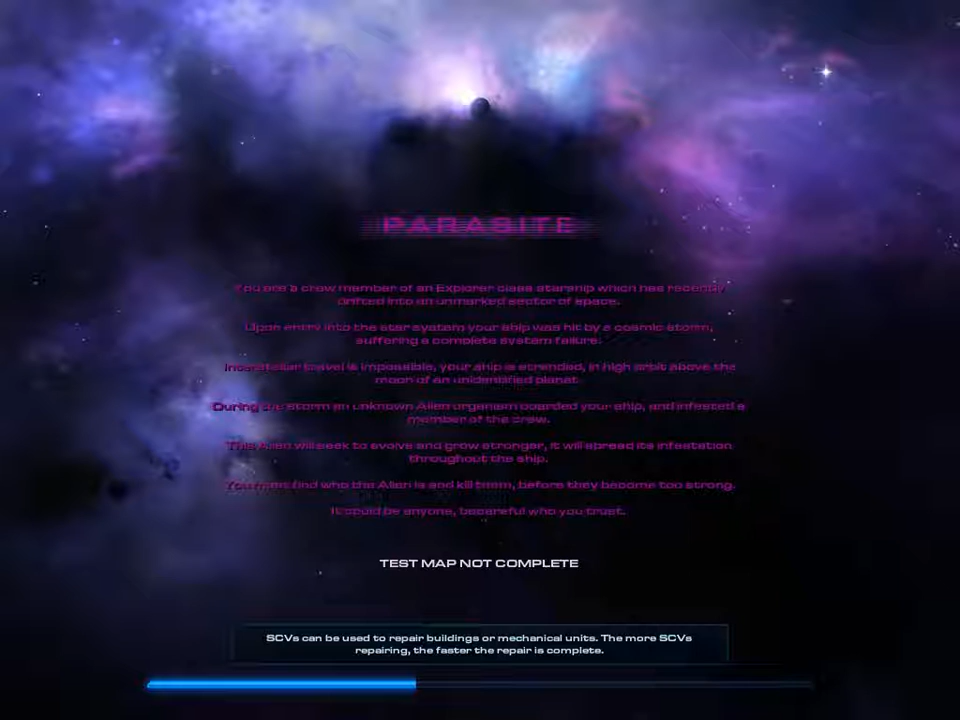 PARASITE
You are a crew member of an Explorer class starship which has recently
drifted into an unmarked sector of space.
Upon entry into the star system your ship was hit by a cosmic storm,
suffering a complete system failure.
Interstellar travel is impossible, your ship is stranded, in high orbit above the
moon of an unidentified planet.
During the storm an unknown Alien organism boarded your ship, and infested a
member of the crew.
This Alien will seek to evolve and grow stronger, it will spread its infestation
throughout the ship.
You must find who the Alien is and kill them, before they become too strong.
It could be anyone, be careful who you trust.
TEST MAP NOT COMPLETE
SCVs can be used to repair buildings or mechanical units. The more SCVs
repairing, the faster the repair is complete.